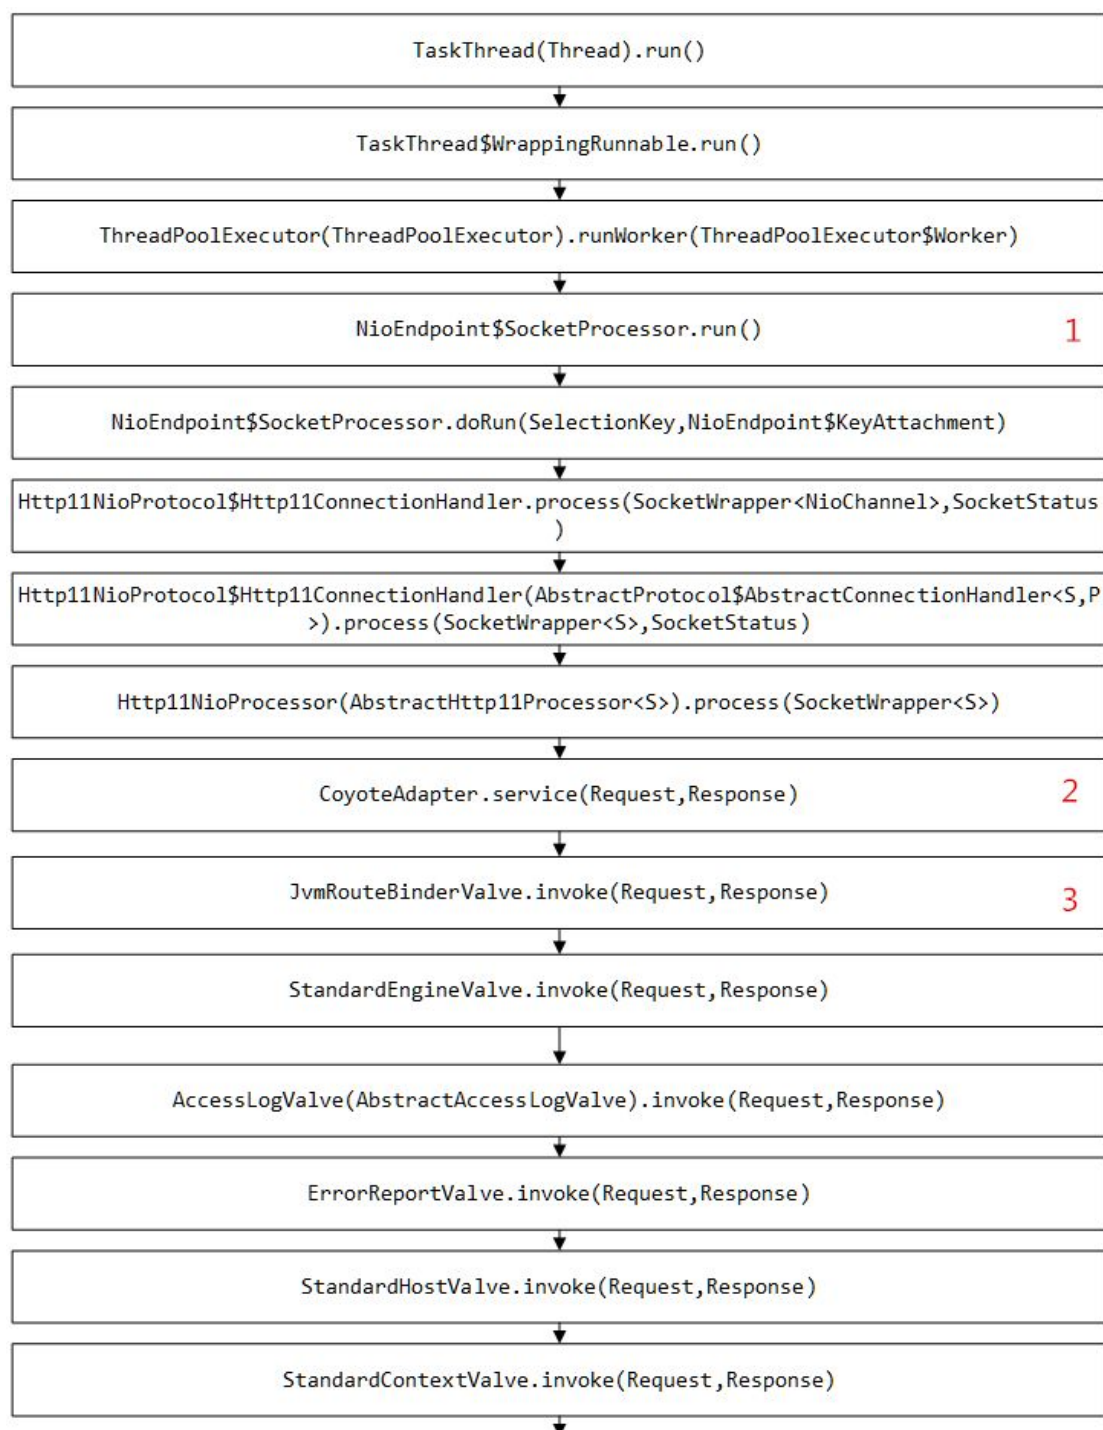 TaskThread(Thread).run()
TaskThread$WrappingRunnable.run()
ThreadPoolExecutor(ThreadPoolExecutor).runWorker(ThreadPoolExecutor$Worker)
NioEndpoint$SocketProcessor.run()
1
NioEndpoint$SocketProcessor.doRun(SelectionKey,NioEndpoint$KeyAttachment)
Http11NioProtocol$Http11ConnectionHandler.process(SocketWrapper<NioChannel>,SocketStatus
)
Http11NioProtocol$Http11ConnectionHandler(AbstractProtocol$AbstractConnectionHandler<S,P
>).process(SocketWrapper<S>,SocketStatus)
Http11NioProcessor(AbstractHttp11Processor<S>).process(SocketWrapper<S>)
CoyoteAdapter.service(Request,Response)
2
JvmRouteBinderValve.invoke(Request,Response)
3
StandardEngineValve.invoke(Request,Response)
AccessLogValve(AbstractAccessLogValve).invoke(Request,Response)
ErrorReportValve.invoke(Request,Response)
StandardHostValve.invoke(Request,Response)
StandardContextValve.invoke(Request,Response)